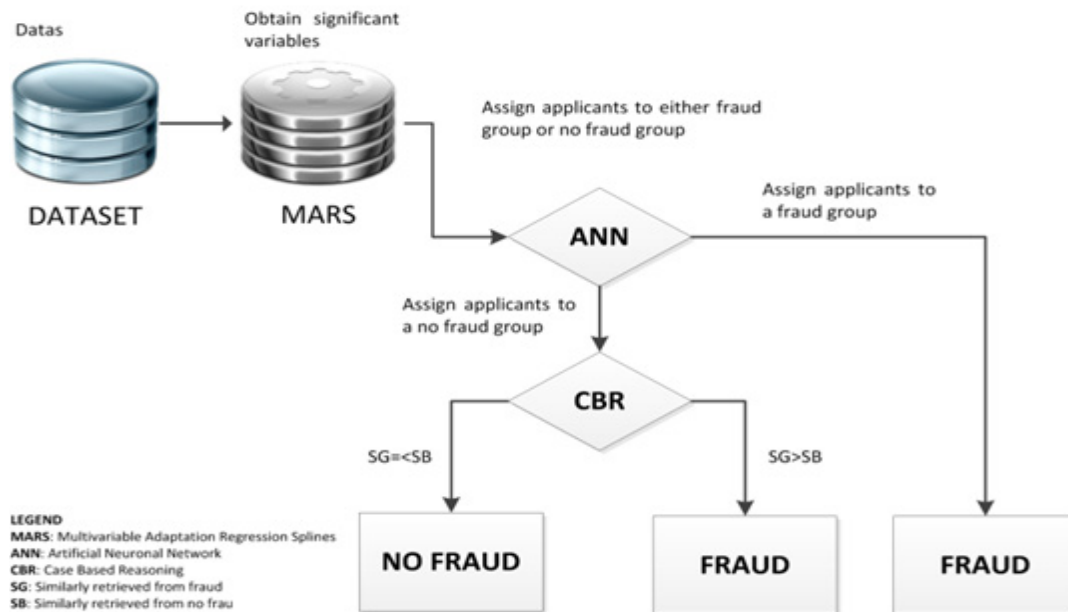 Datas
Obtain significant
variables
DATASET
MARS
Assign applicants to either fraud
group or no fraud group
Assign applicants to
a fraud group
ANN
Assign applicants to
a no fraud group
CBR
SG=<SB
SG>SB
NO FRAUD
FRAUD
FRAUD
LEGEND
MARS: Multivariable Adaptation Regression Splines
ANN: Artificial Neuronal Network
CBR: Case Based Reasoning
SG: Similarly retrieved from fraud
SB: Similarly retrieved from no frau